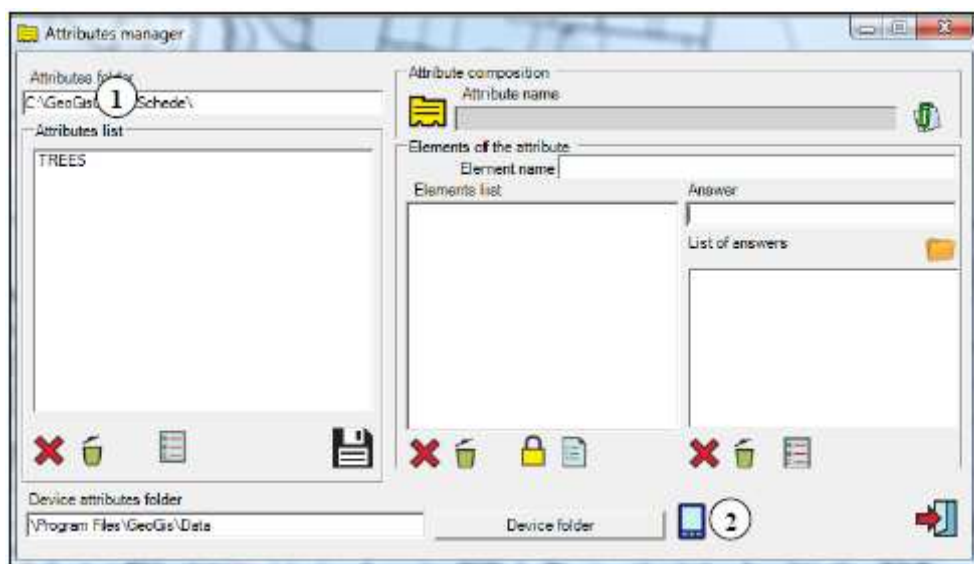 Attributes manager
Attributes folder
1
Schede\
Attributes list
TREES
Attribute composition
Attribute name
Elements of the attribute
Element name
Elements list
Answer
List of answers
Device attributes folder
\Program Files\GeoGis\Data
Device folder
2